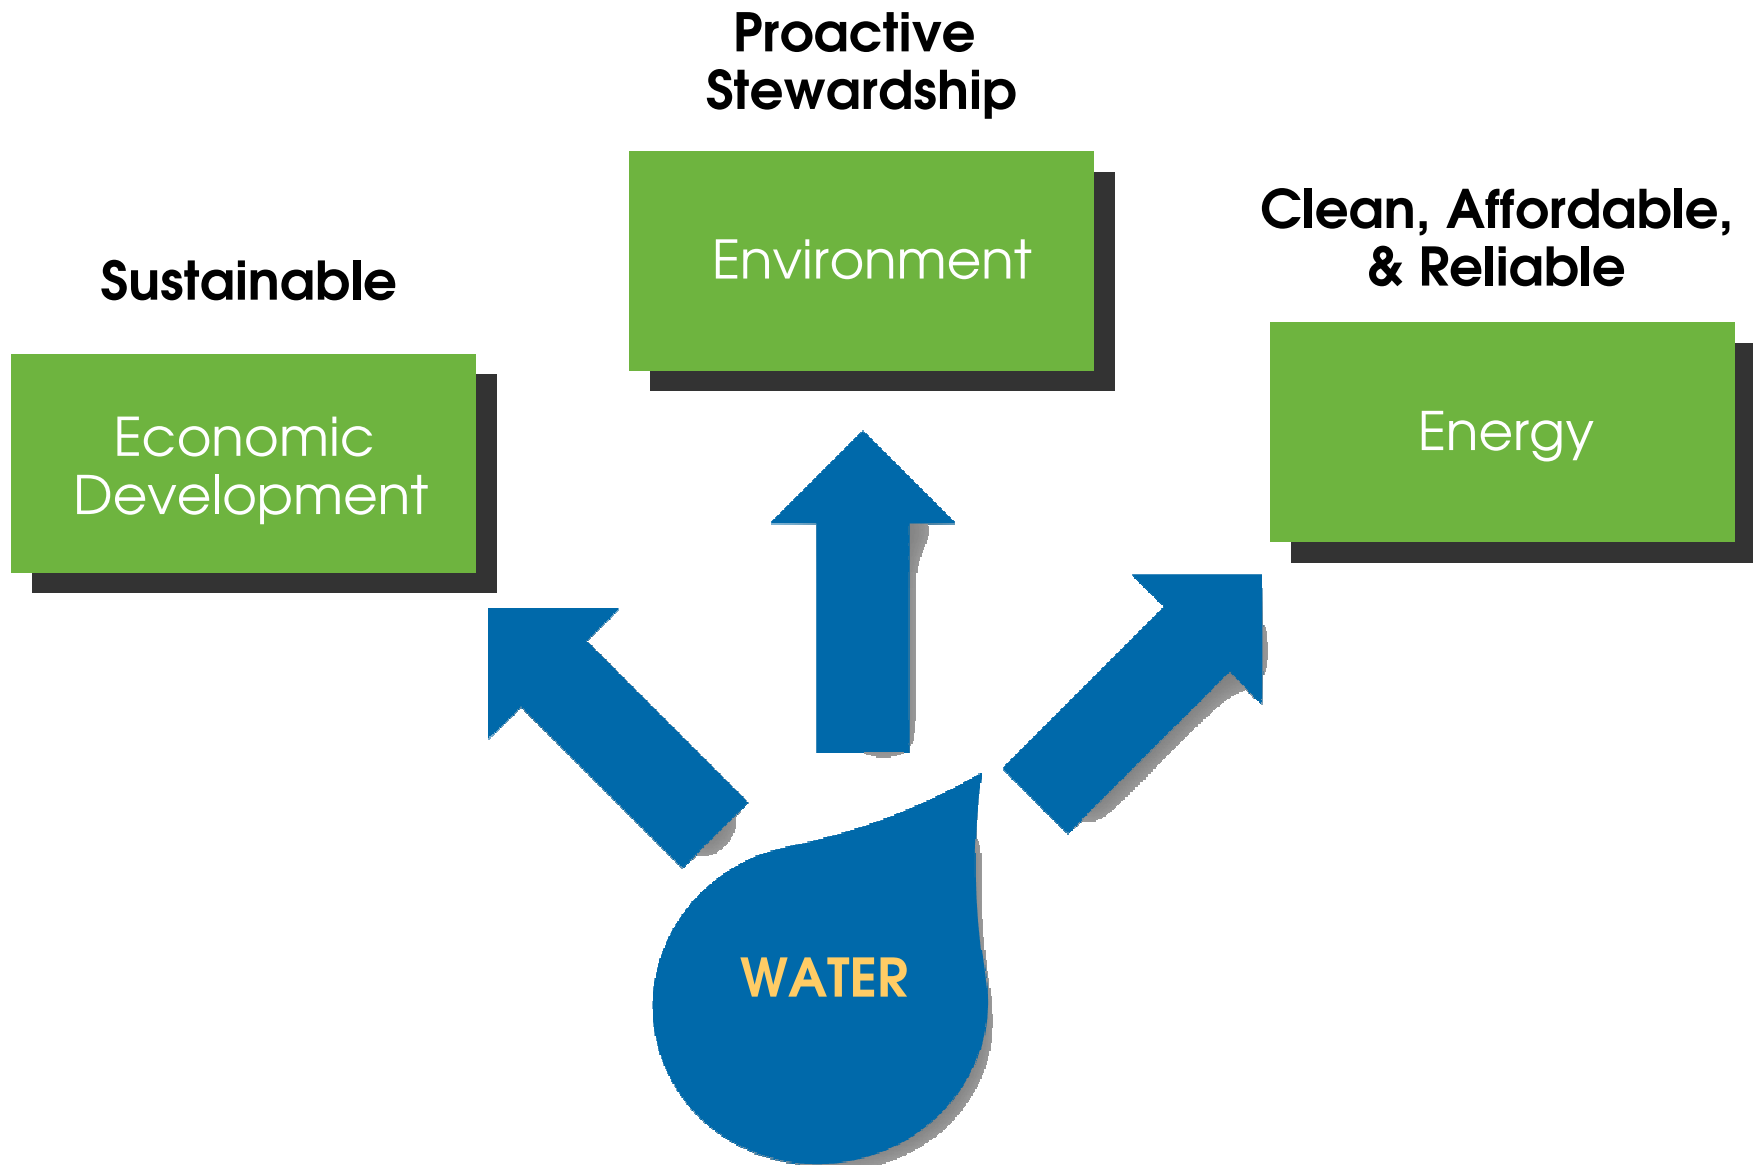 Proactive
Stewardship
Environment
Clean, Affordable,
& Reliable
Energy
Sustainable
Economic
Development
WATER